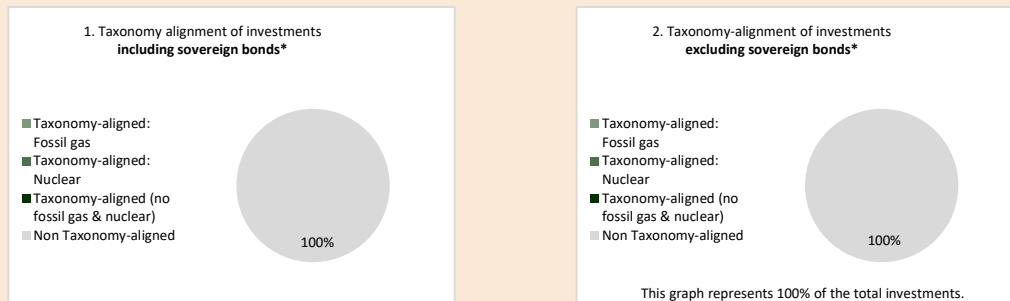 1. Taxonomy alignment of investments
including sovereign bonds*
Taxonomy-aligned:
Fossil gas
Taxonomy-aligned:
Nuclear
Taxonomy-aligned (no
fossil gas & nuclear)
Non Taxonomy-aligned
100%
2. Taxonomy-alignment of investments
excluding sovereign bonds*
Taxonomy-aligned:
Fossil gas
Taxonomy-aligned:
Nuclear
Taxonomy-aligned (no
fossil gas & nuclear)
Non Taxonomy-aligned
100%
This graph represents 100% of the total investments.